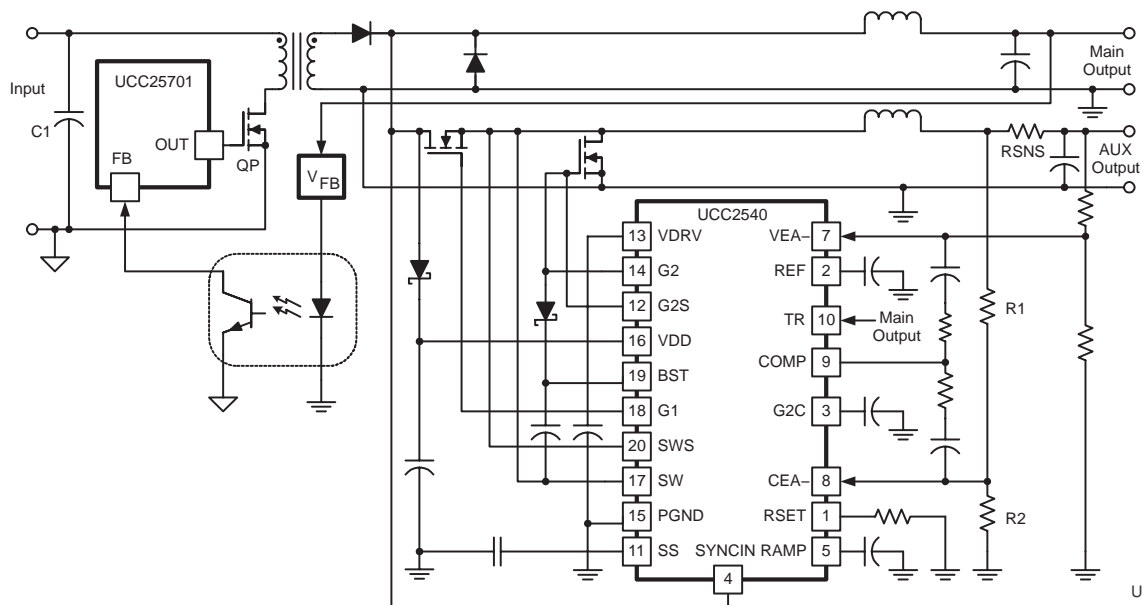 UCC25701
Input
C1
OUT
FB
QP
V FB
Main
Output
RSNS
AUX
Output
UCC2540
13 VDRV
14 G2
12 G2S
16 VDD
19 BST
18 G1
20 SWS
17 SW
15 PGND
11 SS
VEA− 7
REF 2
TR 10
Main
Output
COMP 9
G2C 3
CEA− 8
RSET 1
SYNCIN RAMP 5
4
R1
R2
U